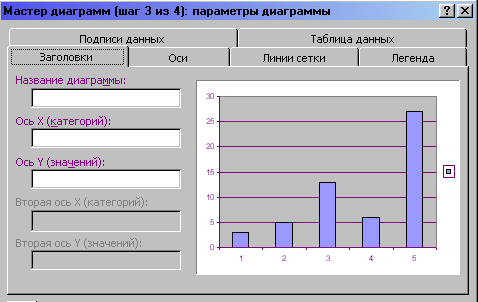 Мастер диаграмм (шаг 3 из 4): параметры диаграммы
Подписи данных Таблица данных
Заголовки Оси Линии сетки Легенда
Название диаграммы:
Ось X (категорий):
Ось Y (значений):
Вторая ось X (категорий):
Вторая ось Y (значений):
30
25
20
15
10
5
0
1 2 3 4 5